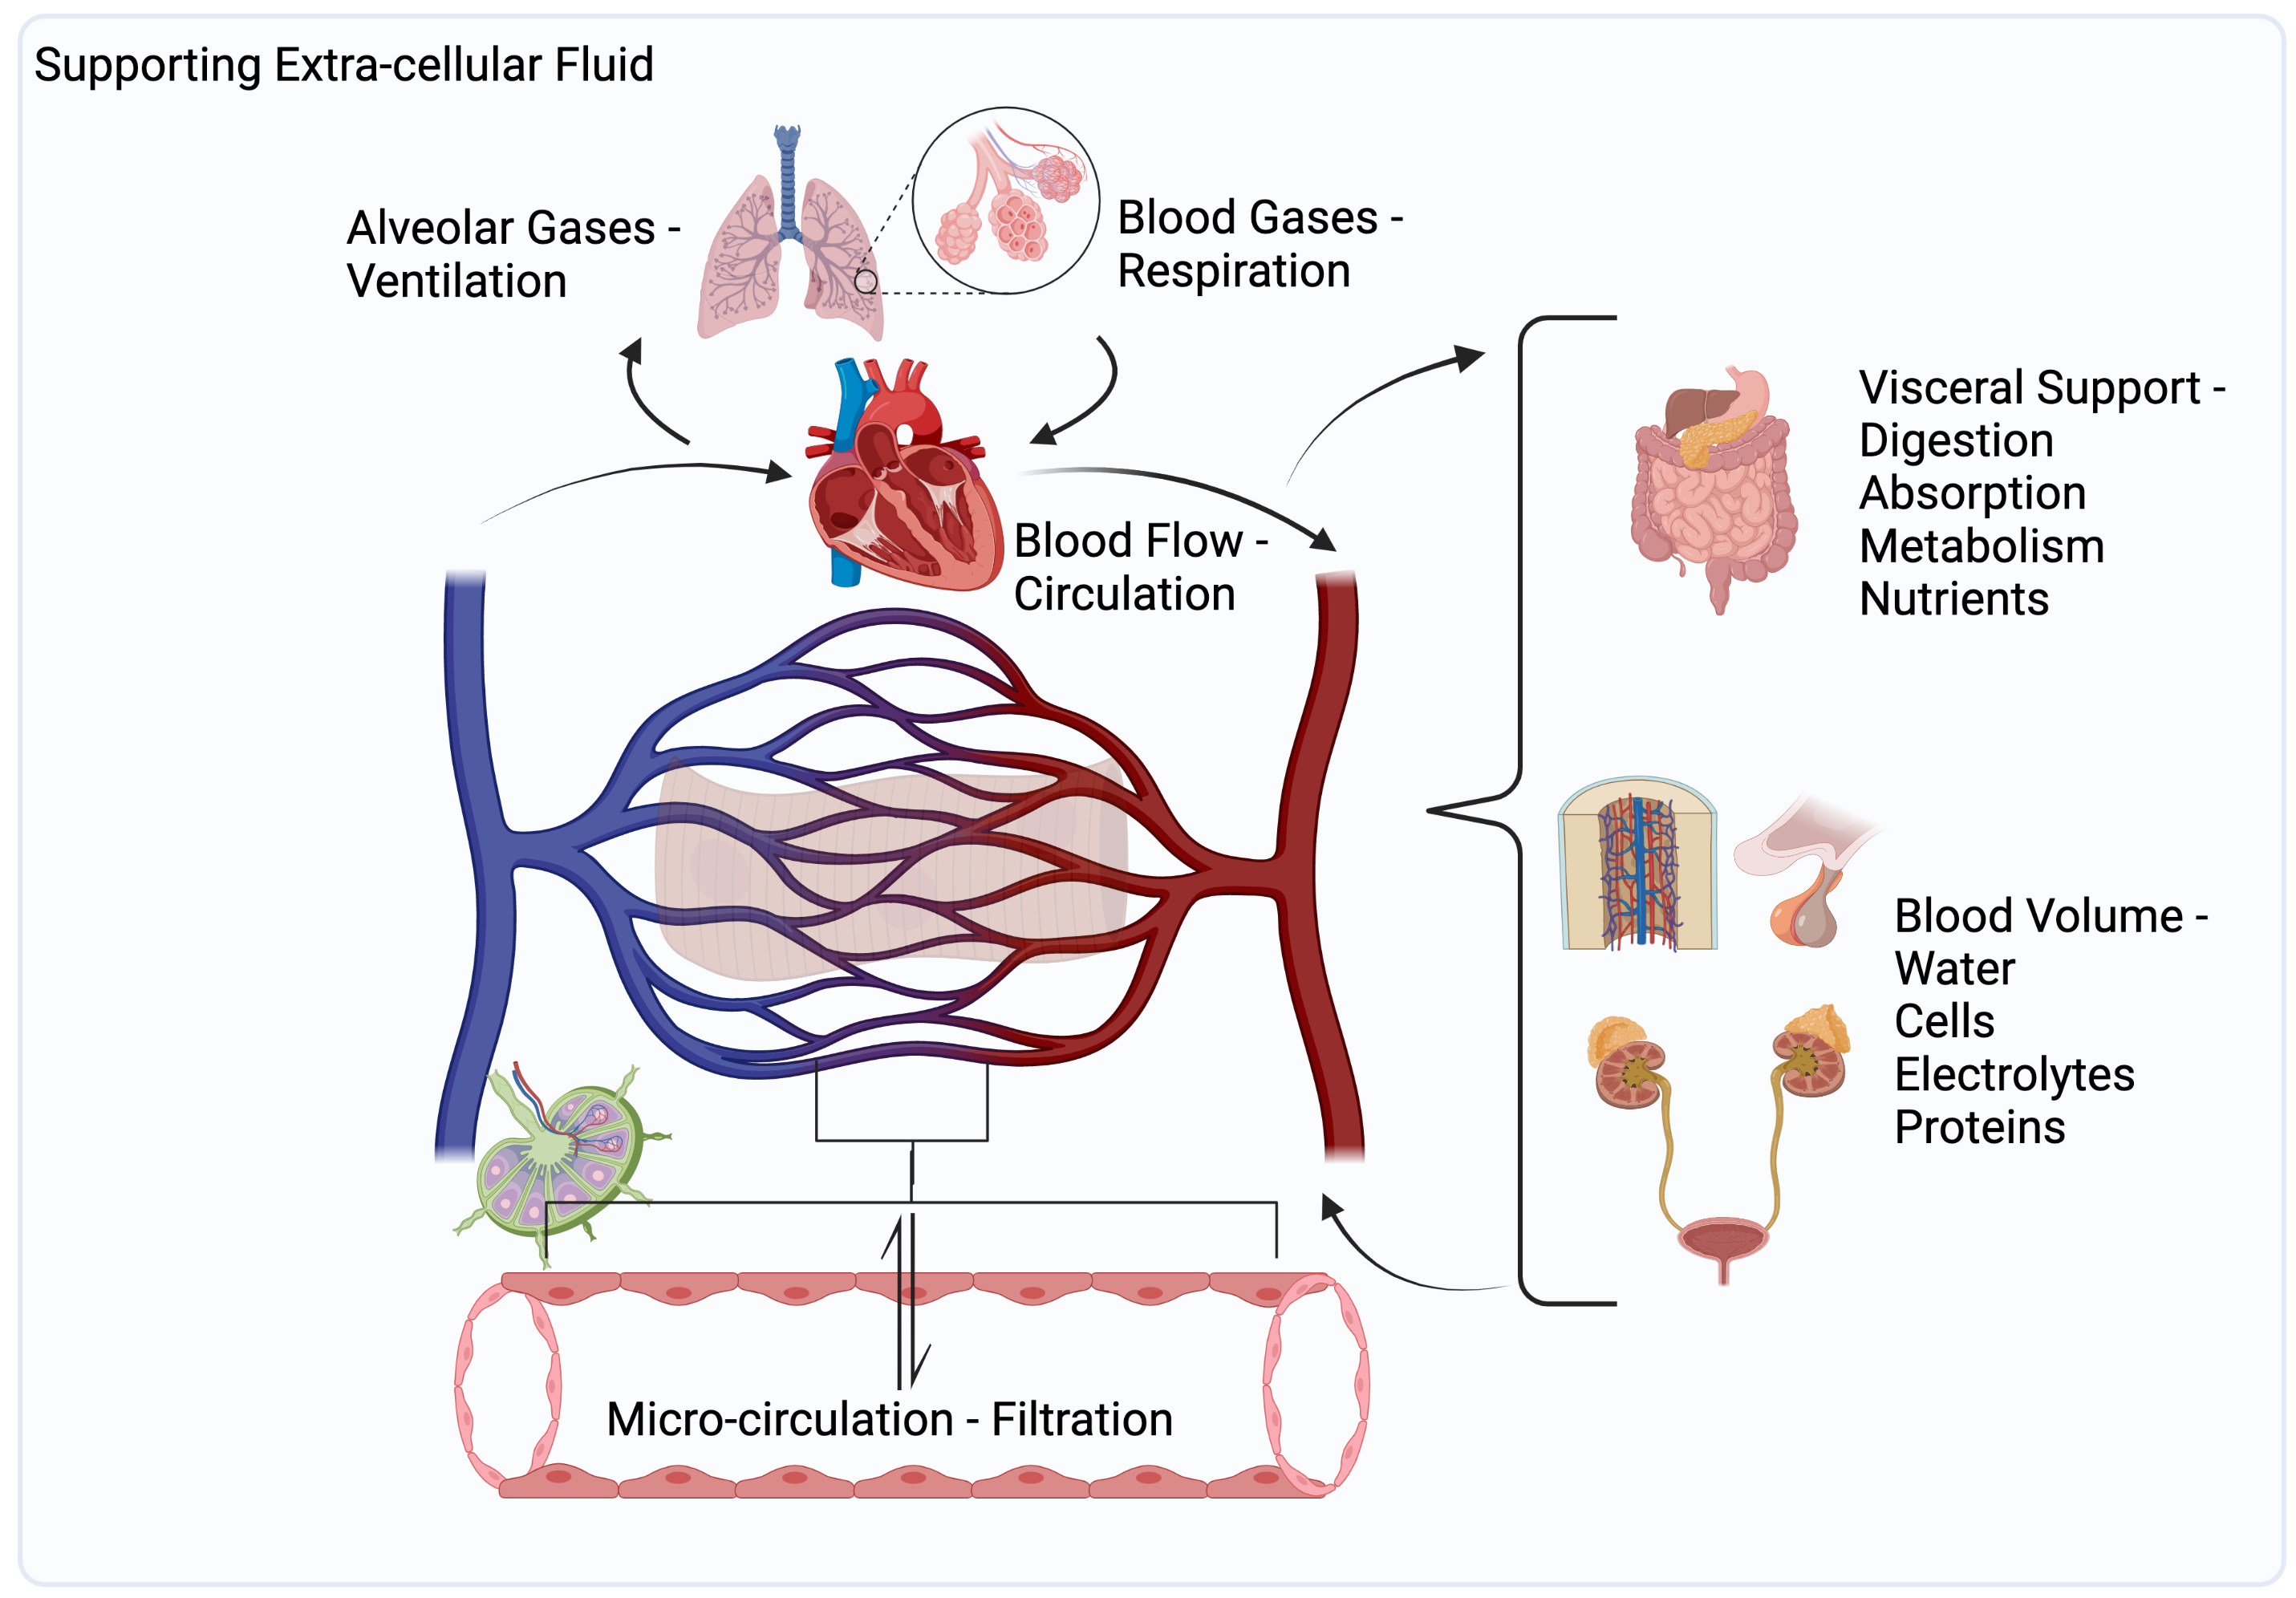 Supporting Extra-cellular Fluid
Alveolar Gases -
Ventilation
Blood Gases -
Respiration
Blood Flow -
Circulation
Visceral Support -
Digestion
Absorption
Metabolism
Nutrients
Blood Volume -
Water
Cells
Electrolytes
Proteins
Micro-circulation - Filtration